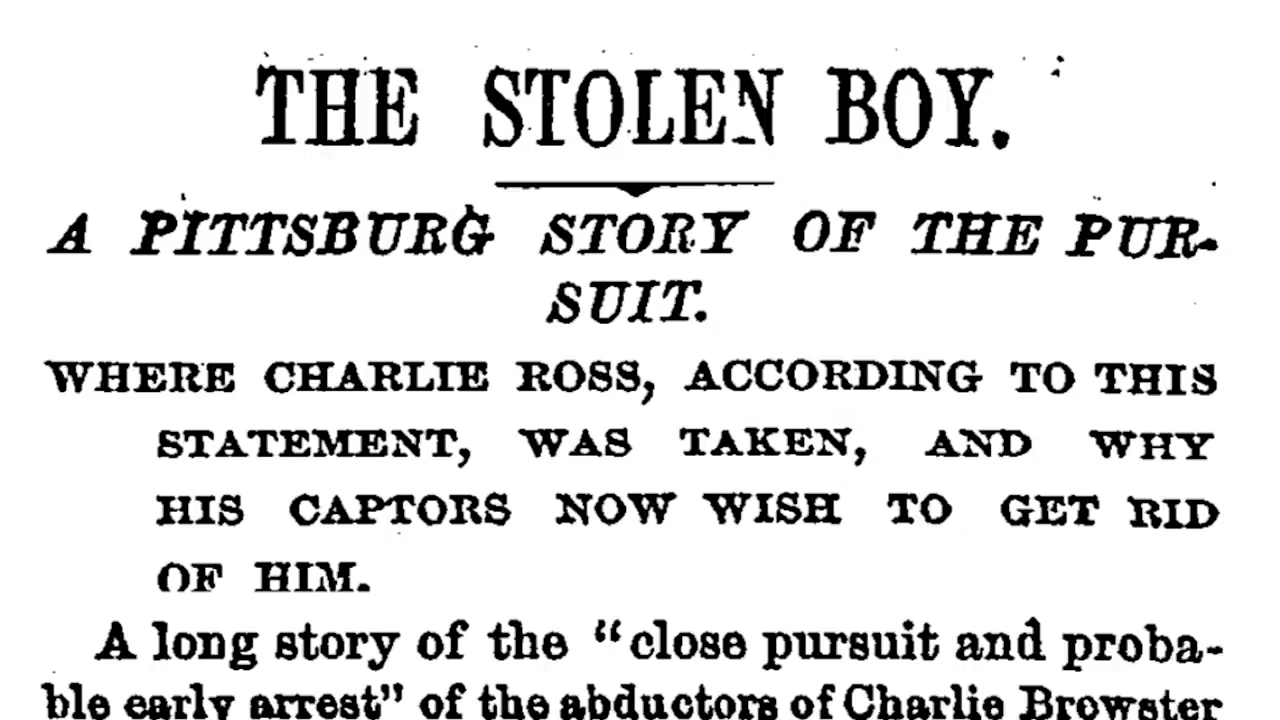 THE STOLEN BOY.
A PITTSBURG STORY OF THE PUR-
SUIT.
WHERE CHARLIE ROSS, ACCORDING TO THIS
STATEMENT, WAS TAKEN, AND WHY
HIS CAPTORS NOW WISH TO GET RID
OF HIM.
A long story of the "close pursuit and proba-
ble early arrest" of the abductors of Charlie Brewster